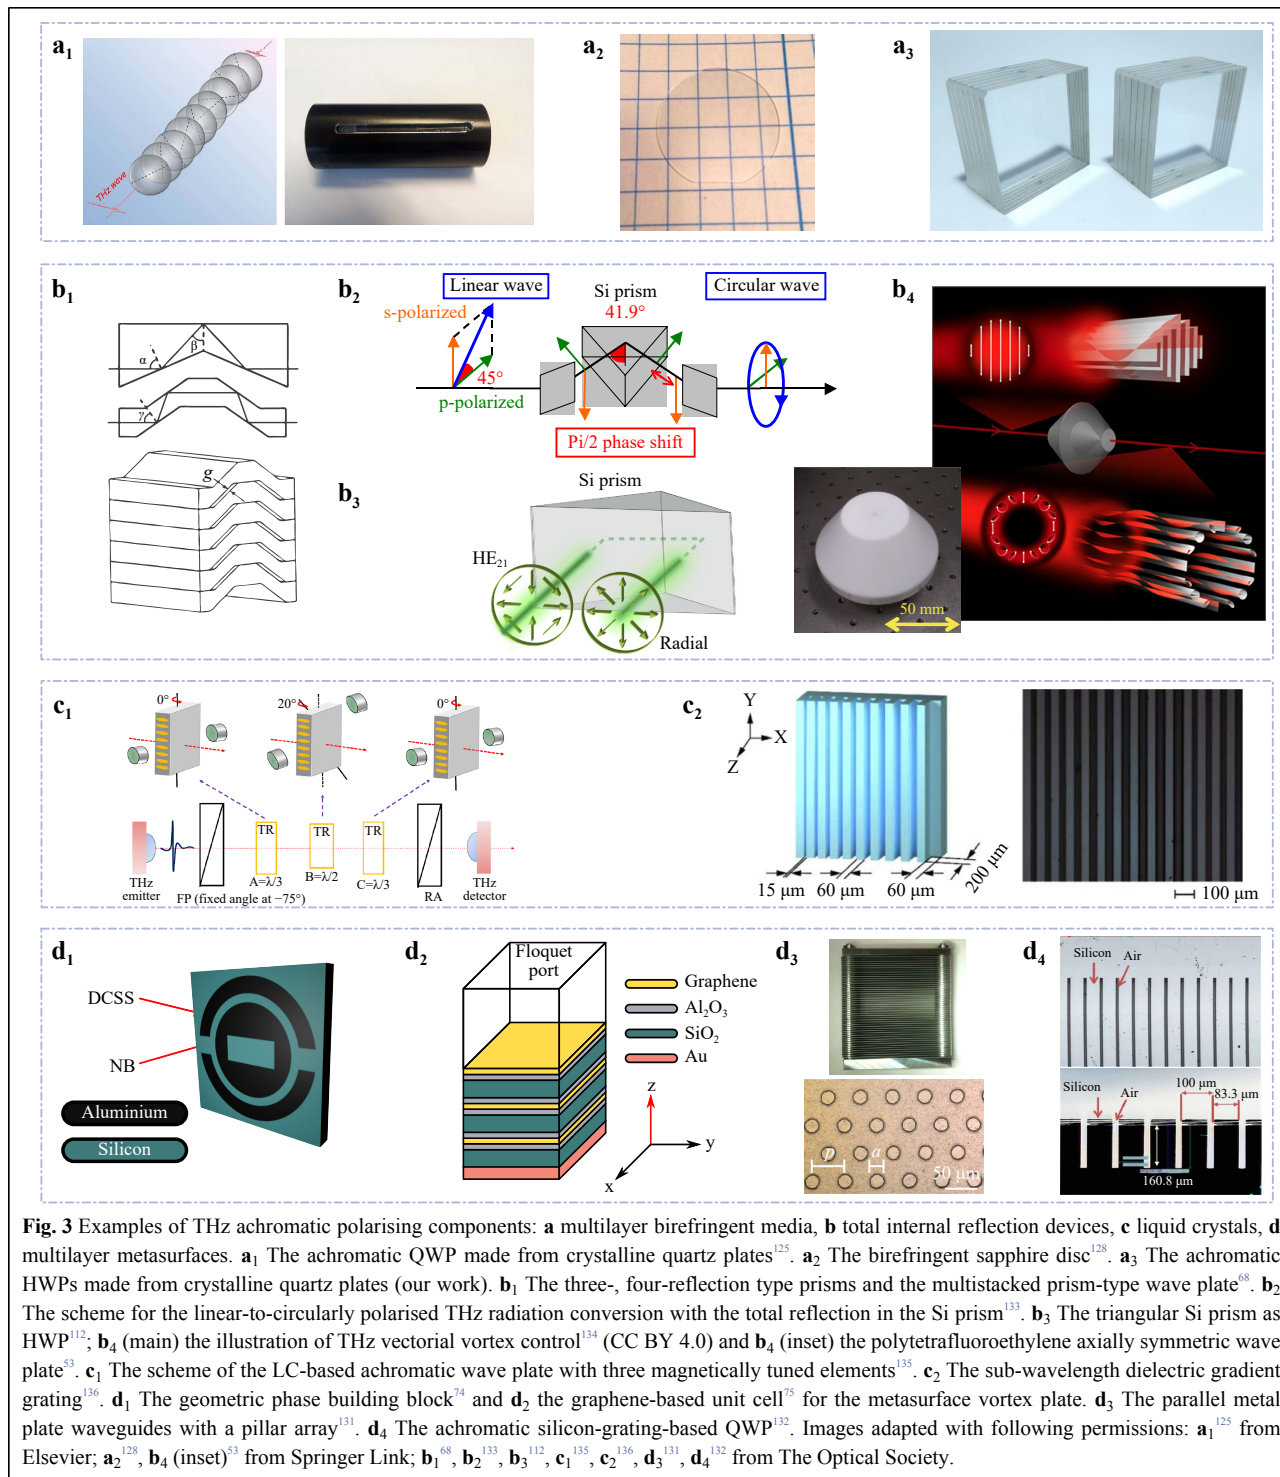 a1
a2
a3
THz wave
b1
b2
b4
Linear wave
Si prism
Circular wave
s-polarized
41.9°
45°
p-polarized
Pi/2 phase shift
α
β
γ
g
b3
Si prism
HE21
Radial
50 mm
c1
0°
20°
0°
TR
TR
TR
THz
emitter
FP (fixed angle at −75°)
A=λ/3
B=λ/2
C=λ/3
RA
THz
detector
c2
Y
X
Z
15 μm
60 μm
60 μm
200 μm
100 μm
d1
DCSS
NB
Aluminium
Silicon
d2
Floquet
port
Graphene
Al2O3
SiO2
Au
z
y
x
d3
p
a
50 μm
d4
Silicon
Air
Silicon
Air
100 μm
83.3 μm
160.8 μm
Fig. 3 Examples of THz achromatic polarising components: a multilayer birefringent media, b total internal reflection devices, c liquid crystals, d
multilayer metasurfaces. a1 The achromatic QWP made from crystalline quartz plates125. a2 The birefringent sapphire disc128. a3 The achromatic
HWPs made from crystalline quartz plates (our work). b1 The three-, four-reflection type prisms and the multistacked prism-type wave plate68. b2
The scheme for the linear-to-circularly polarised THz radiation conversion with the total reflection in the Si prism133. b3 The triangular Si prism as
HWP112; b4 (main) the illustration of THz vectorial vortex control134 (CC BY 4.0) and b4 (inset) the polytetrafluoroethylene axially symmetric wave
plate53. c1 The scheme of the LC-based achromatic wave plate with three magnetically tuned elements135. c2 The sub-wavelength dielectric gradient
grating136. d1 The geometric phase building block74 and d2 the graphene-based unit cell75 for the metasurface vortex plate. d3 The parallel metal
plate waveguides with a pillar array131. d4 The achromatic silicon-grating-based QWP132. Images adapted with following permissions: a1125 from
Elsevier; a2128, b4 (inset)53 from Springer Link; b168, b2133, b3112, c1135, c2136, d3131, d4132 from The Optical Society.